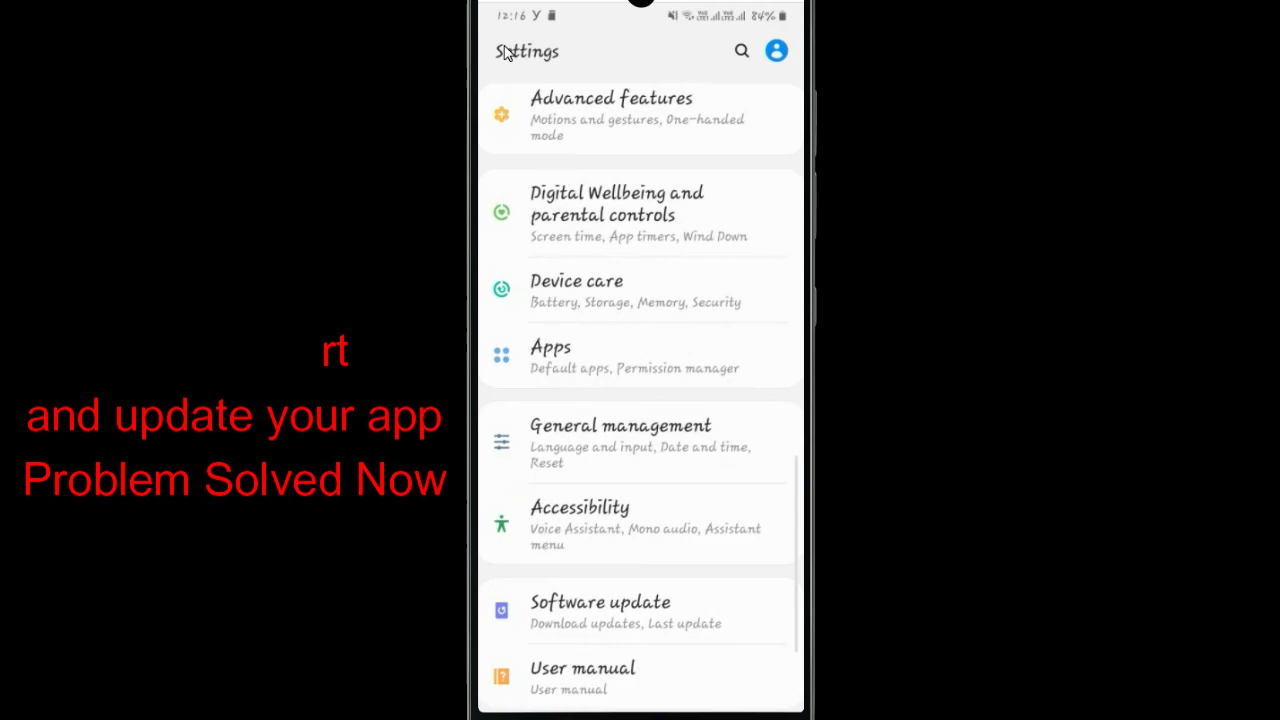 12:16
84%
Settings
Advanced features
Motions and gestures, One-handed
mode
Digital Wellbeing and
parental controls
Screen time, App timers, Wind Down
Device care
Battery, Storage, Memory, Security
Apps
Default apps, Permission manager
General management
Language and input, Date and time,
Reset
Accessibility
Voice Assistant, Mono audio, Assistant
menu
Software update
Download updates, Last update
User manual
User manual
rt
and update your app
Problem Solved Now